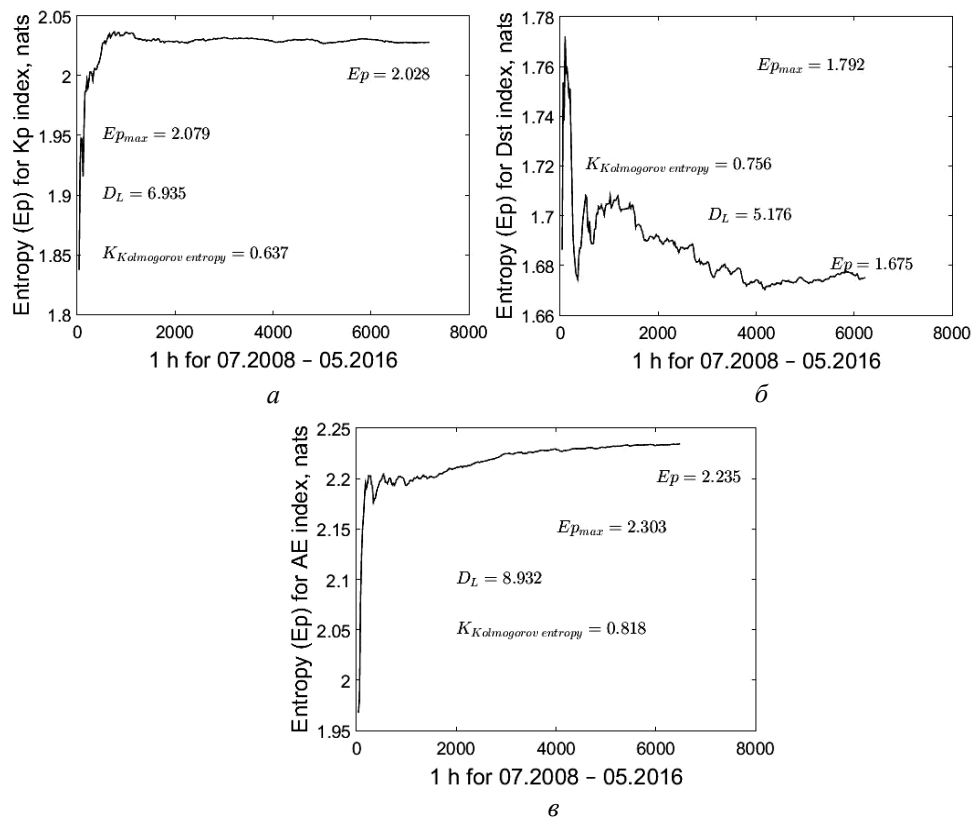 Entropy (Ep) for Kp index, nats
2.05
2
1.95
1.9
1.85
1.8
Ep = 2.028
Ep_max = 2.079
D_L = 6.935
K_Kolmogorov entropy = 0.637
0 2000 4000 6000 8000
1 h for 07.2008 − 05.2016
а
Entropy (Ep) for Dst index, nats
1.78
1.76
1.74
1.72
1.7
1.68
1.66
Ep_max = 1.792
K_Kolmogorov entropy = 0.756
D_L = 5.176
Ep = 1.675
0 2000 4000 6000 8000
1 h for 07.2008 − 05.2016
б
Entropy (Ep) for AE index, nats
2.25
2.2
2.15
2.1
2.05
2
1.95
Ep = 2.235
Ep_max = 2.303
D_L = 8.932
K_Kolmogorov entropy = 0.818
0 2000 4000 6000 8000
1 h for 07.2008 − 05.2016
в